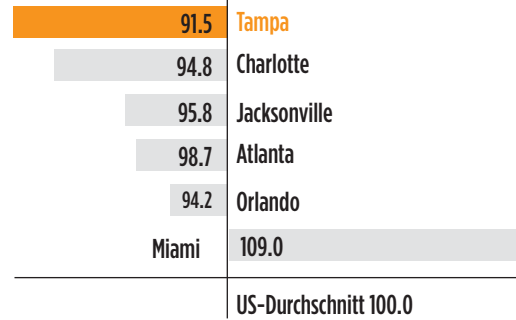 91.5 Tampa
94.8 Charlotte
95.8 Jacksonville
98.7 Atlanta
94.2 Orlando
Miami 109.0
US-Durchschnitt 100.0